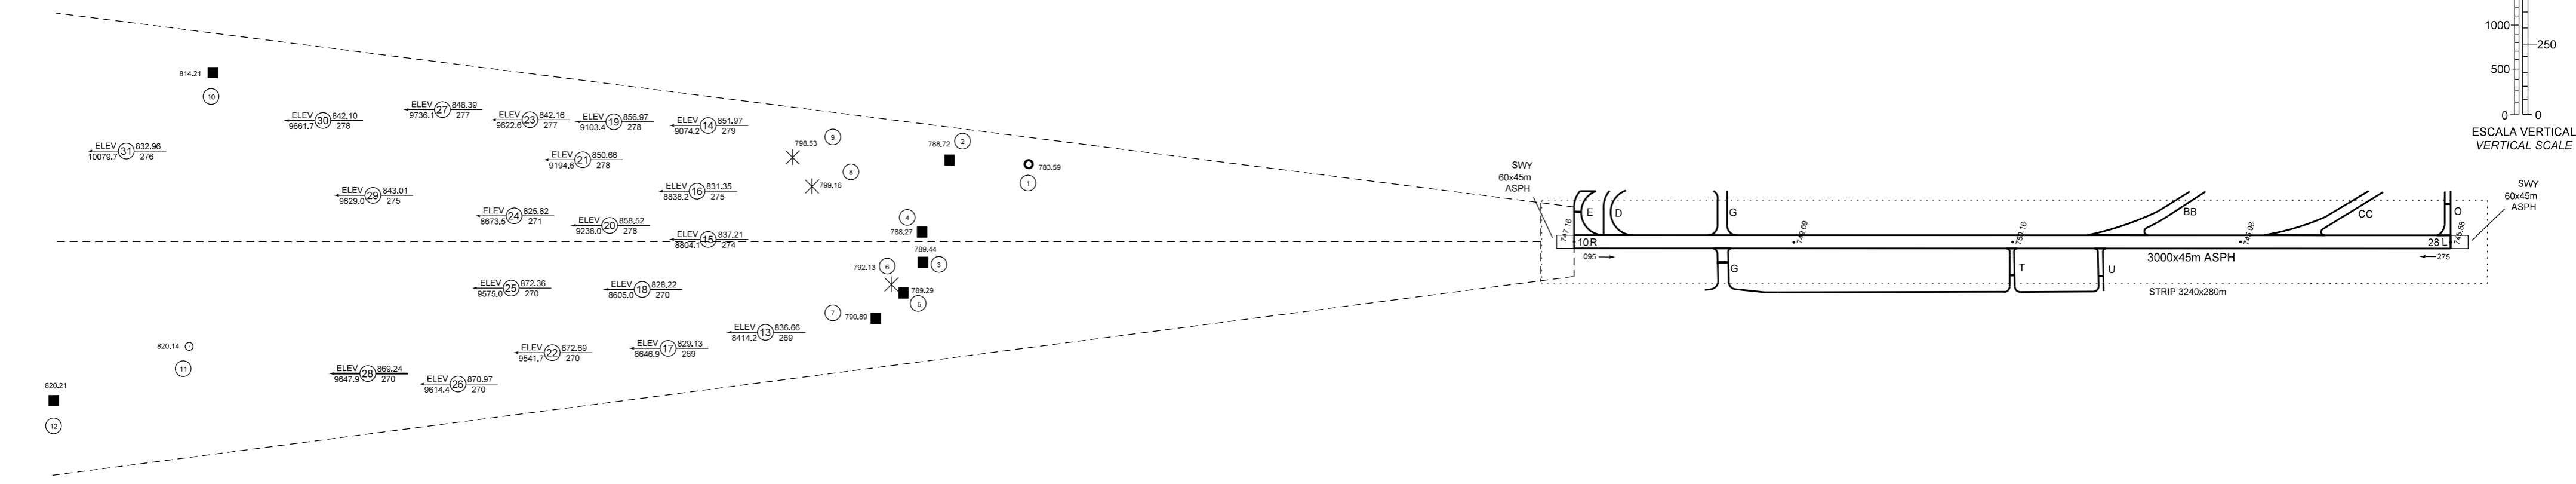 1000
250
500
0
0
ESCALA VERTICAL
VERTICAL SCALE
814,21
10
ELEV 30 842,10
9661,7 278
ELEV 27 848,39
9736,1 277
ELEV 23 842,16
9622,6 277
ELEV 19 856,97
9103,4 278
ELEV 14 851,97
9074,2 279
ELEV 31 832,96
10079,7 276
ELEV 21 850,66
9194,6 278
9
798,53
8
799,16
2
788,72
1
783,59
ELEV 29 843,01
9629,0 275
ELEV 16 831,35
8838,2 275
ELEV 24 825,82
8673,5 271
ELEV 20 858,52
9238,0 278
ELEV 15 837,21
8804,1 274
4
788,27
789,44
3
792,13
6
789,29
5
7
790,89
ELEV 25 872,36
9575,0 270
ELEV 18 828,22
8605,0 270
ELEV 13 836,66
8414,2 269
ELEV 22 872,69
9541,7 270
ELEV 17 829,13
8646,9 269
820,14
11
ELEV 28 869,24
9647,9 270
ELEV 26 870,97
9614,4 270
820,21
12
SWY
60x45m
ASPH
SWY
60x45m
ASPH
E
D
G
BB
CC
O
747,16
749,69
750,16
745,58
10R
28 L
095
3000x45m ASPH
275
G
T
U
STRIP 3240x280m